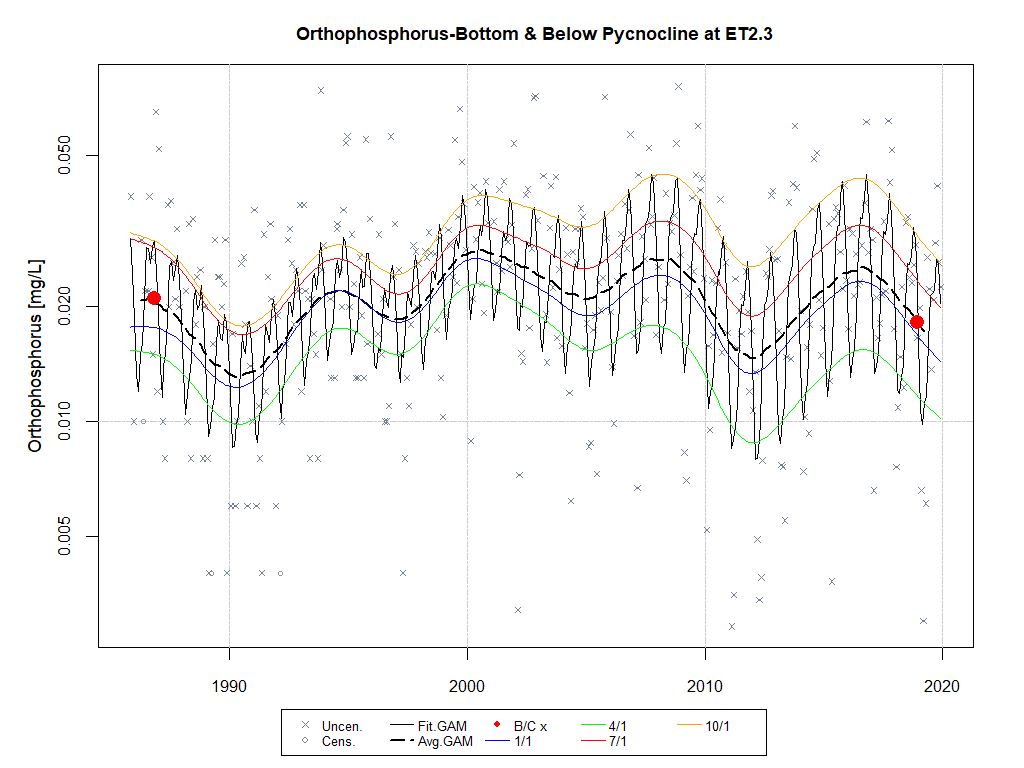 Orthophosphorus-Bottom & Below Pycnocline at ET2.3
Orthophosphorus [mg/L]
0.050
0.020
0.010
0.005
1990 2000 2010 2020
Uncen. Fit.GAM B/C x 4/1 10/1
Cens. Avg.GAM 1/1 7/1